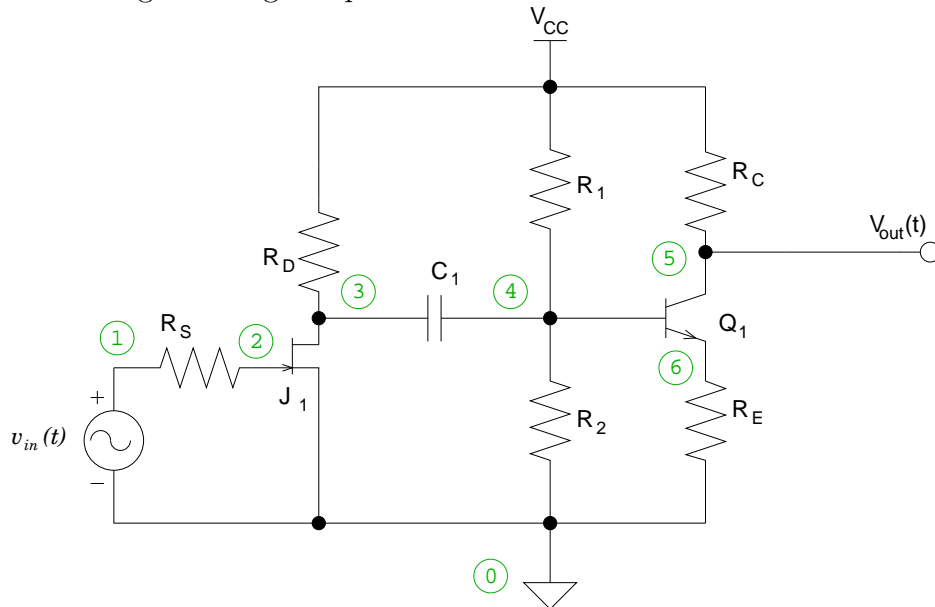 V_CC
R_1
R_C
V_out(t)
R_D
C_1
3
4
5
R_S
1
2
Q_1
6
J_1
+
v_in(t)
−
R_2
R_E
0